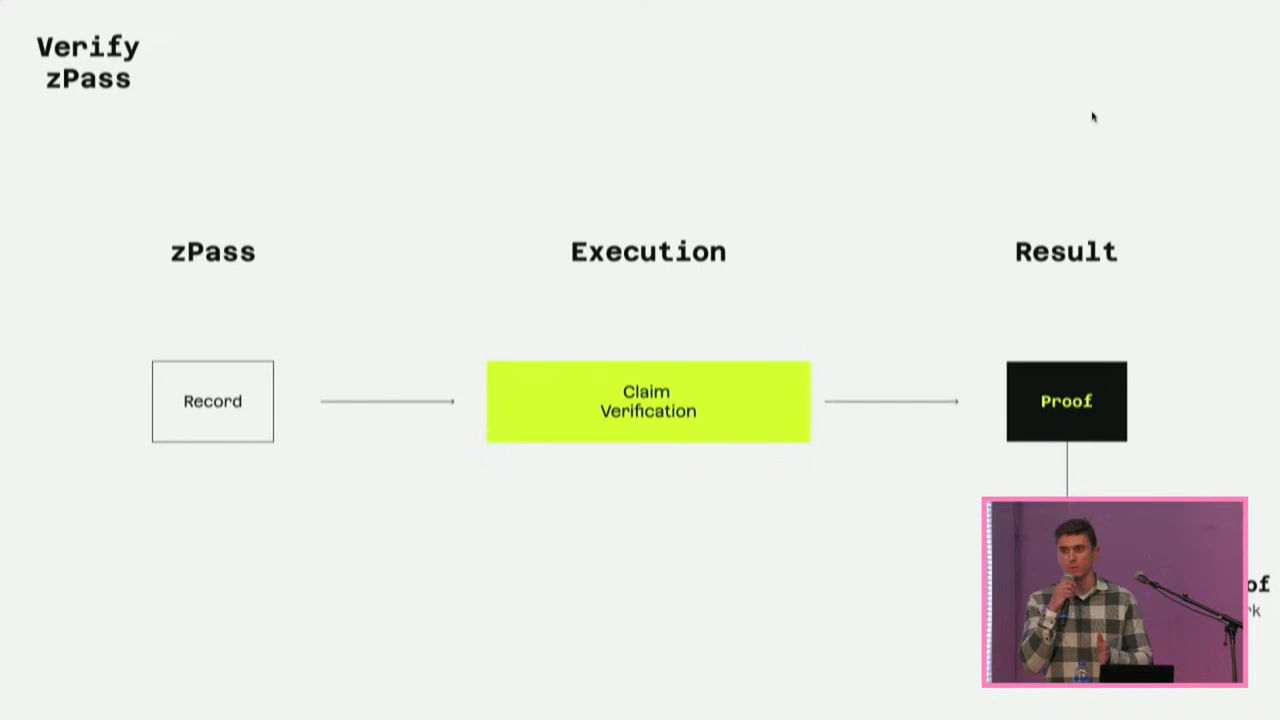 Verify
zPass
zPass
Execution
Result
Record
Claim
Verification
Proof